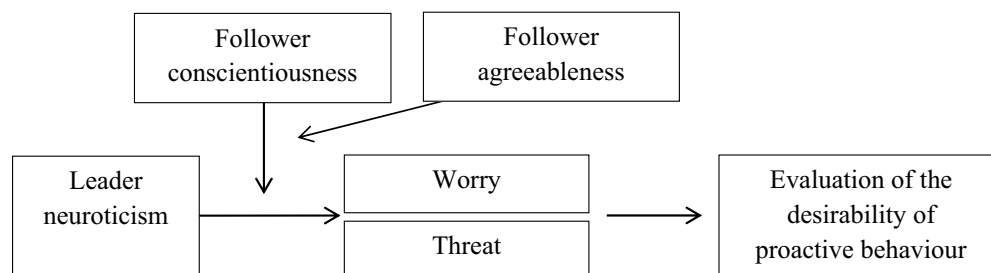 Follower
conscientiousness
Follower
agreeableness
Leader
neuroticism
Worry
Threat
Evaluation of the
desirability of
proactive behaviour